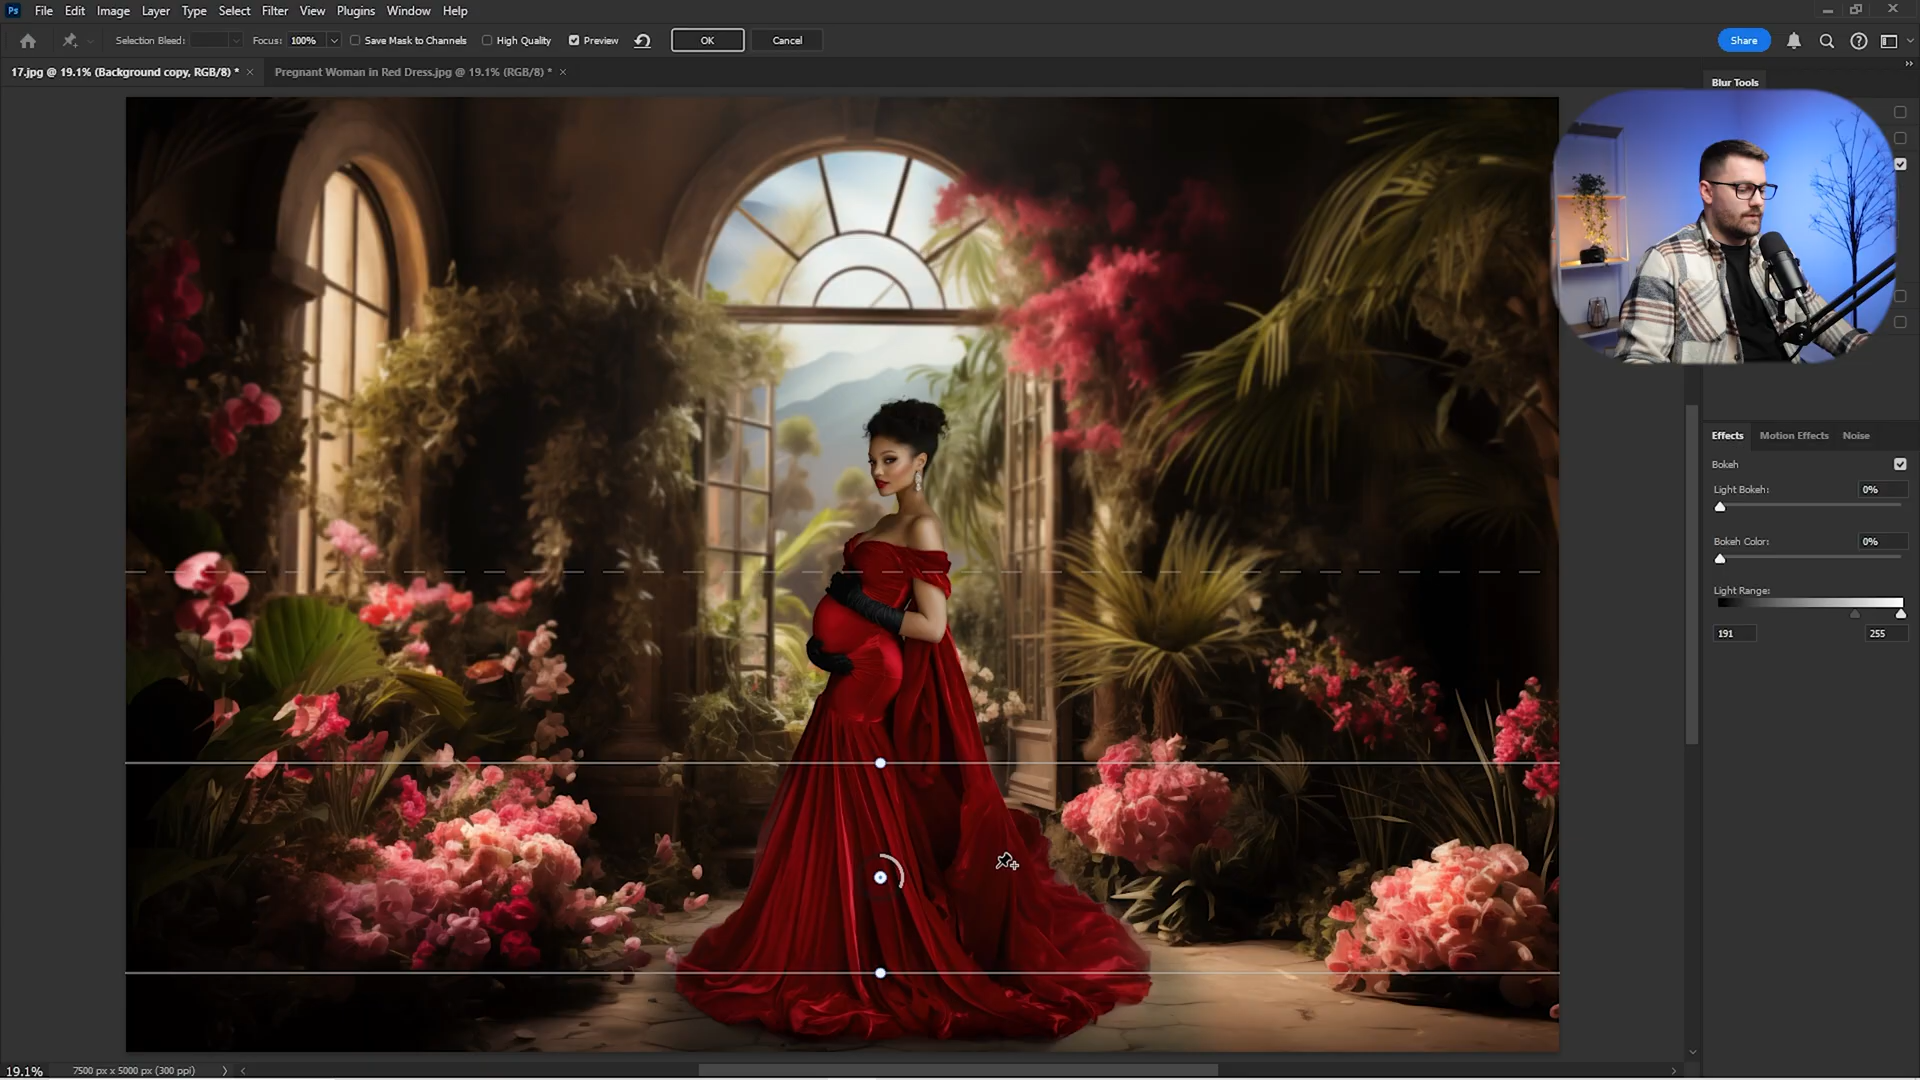 Ps File Edit Image Layer Type Select Filter View Plugins Window Help
Selection Bleed: Focus: 100% Save Mask to Channels High Quality Preview OK Cancel Share
17.jpg @ 19.1% (Background copy, RGB/8) * × Pregnant Woman in Red Dress.jpg @ 19.1% (RGB/8) * ×
Blur Tools
Effects Motion Effects Noise
Bokeh
Light Bokeh: 0%
Bokeh Color: 0%
Light Range:
191 255
19.1% 7500 px x 5000 px (300 ppi)